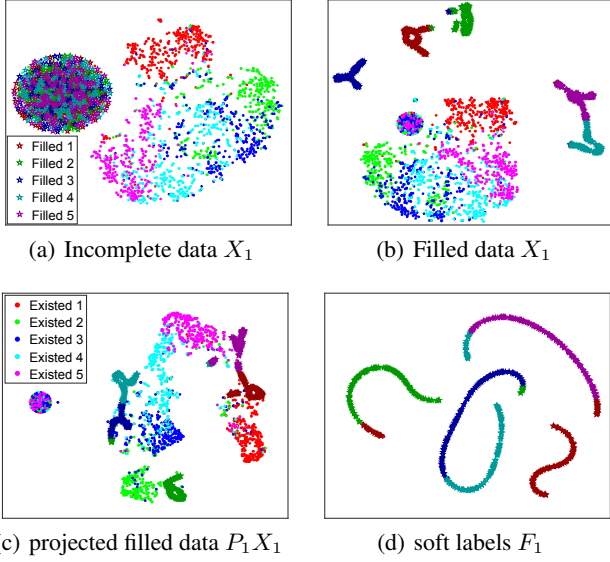 Filled 1
Filled 2
Filled 3
Filled 4
Filled 5
(a) Incomplete data X₁
(b) Filled data X₁
Existed 1
Existed 2
Existed 3
Existed 4
Existed 5
(c) projected filled data P₁X₁
(d) soft labels F₁